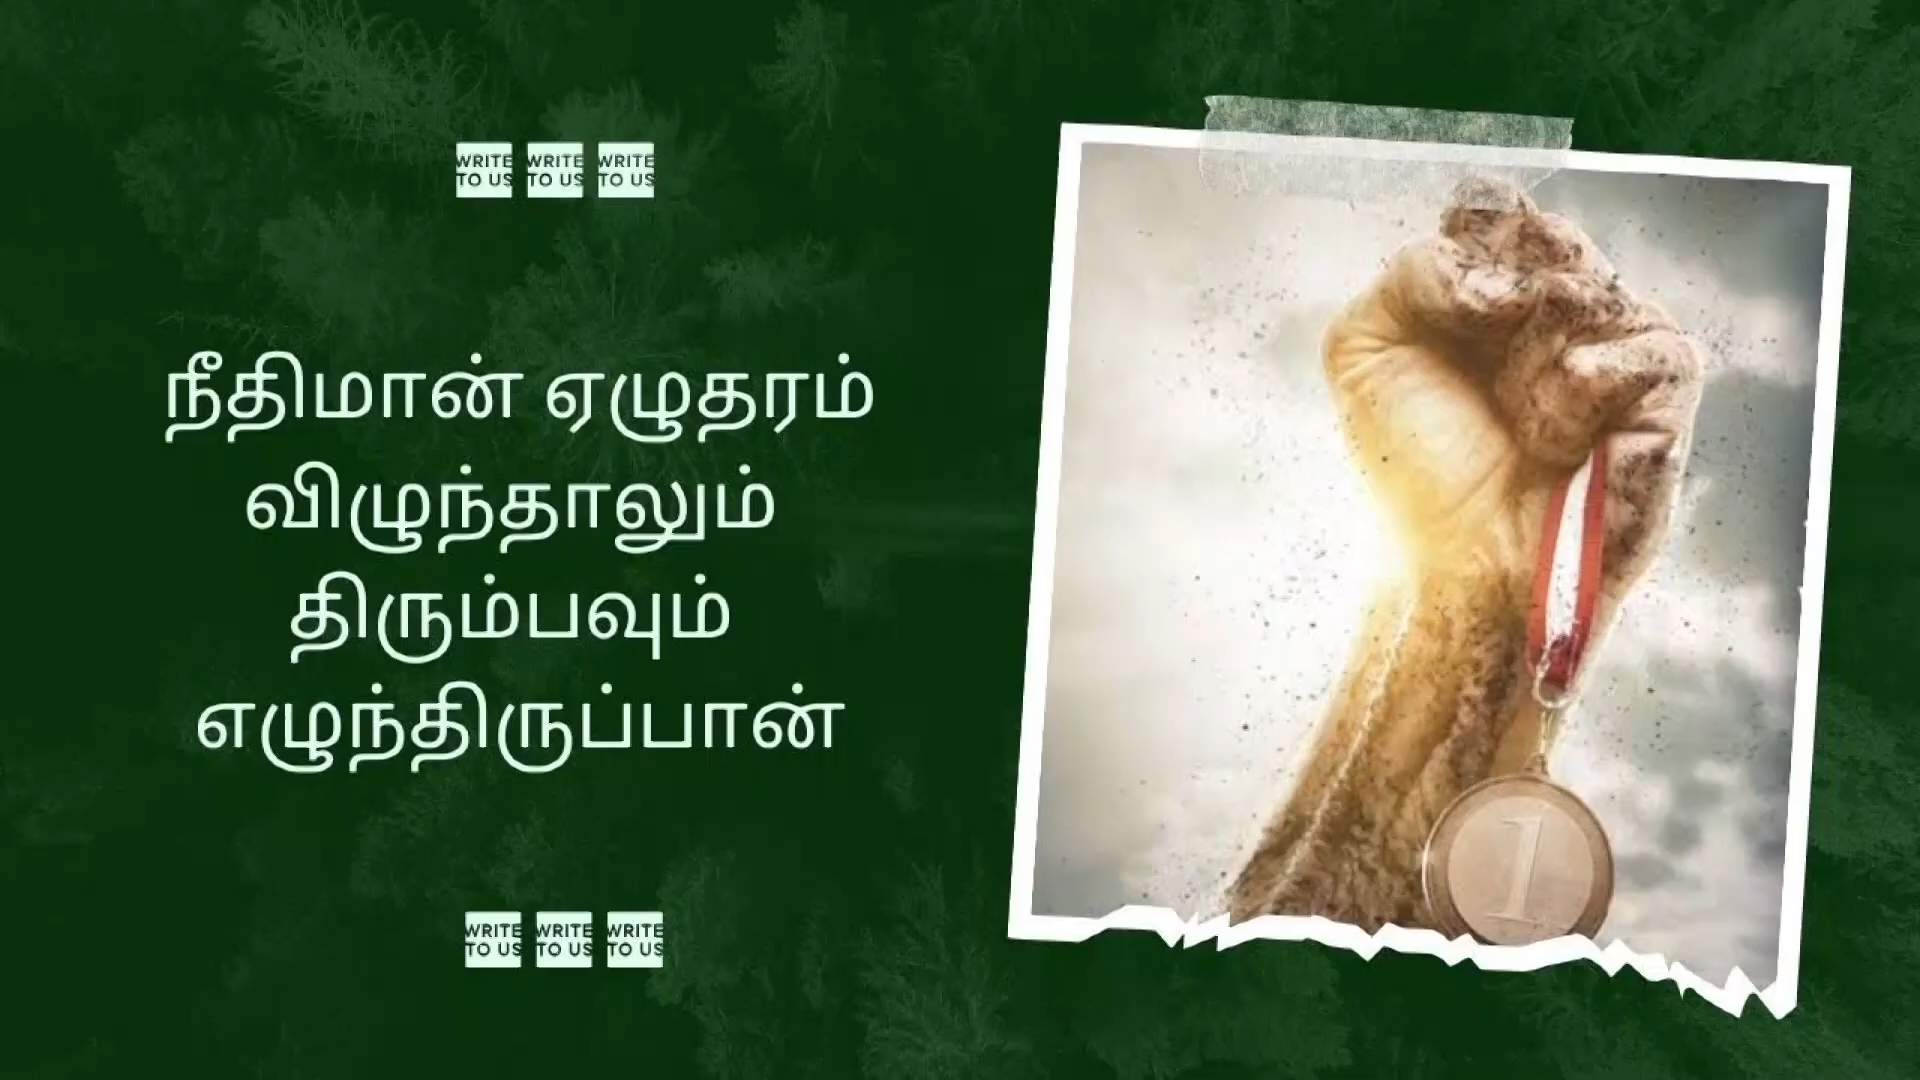 WRITE TO US WRITE TO US WRITE TO US
நீதிமான் ஏழுதரம்
விழுந்தாலும்
திரும்பவும்
எழுந்திருப்பான்
1
WRITE TO US WRITE TO US WRITE TO US